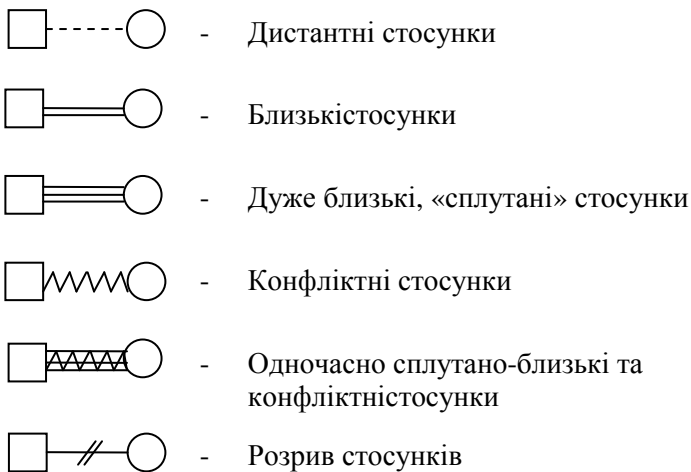 - Дистантні стосунки
- Близькістосунки
- Дуже близькі, «сплутані» стосунки
- Конфліктні стосунки
- Одночасно сплутано-близькі та
конфліктністосунки
- Розрив стосунків